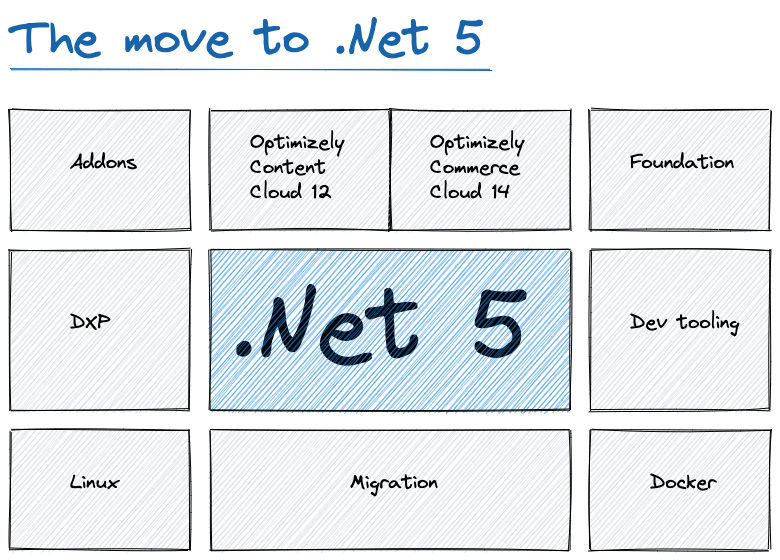 The move to .Net 5
Addons
Optimizely
Content
Cloud 12
Optimizely
Commerce
Cloud 14
Foundation
DXP
.Net 5
Dev tooling
Linux
Migration
Docker